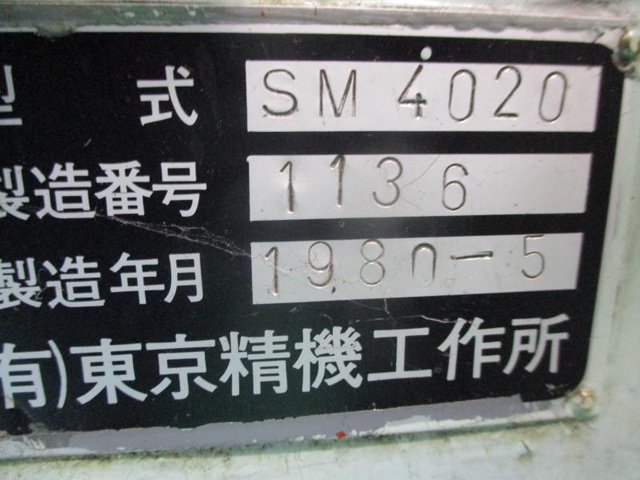 型式 SM 4020
製造番号 1136
製造年月 1980-5
(有)東京精機工作所